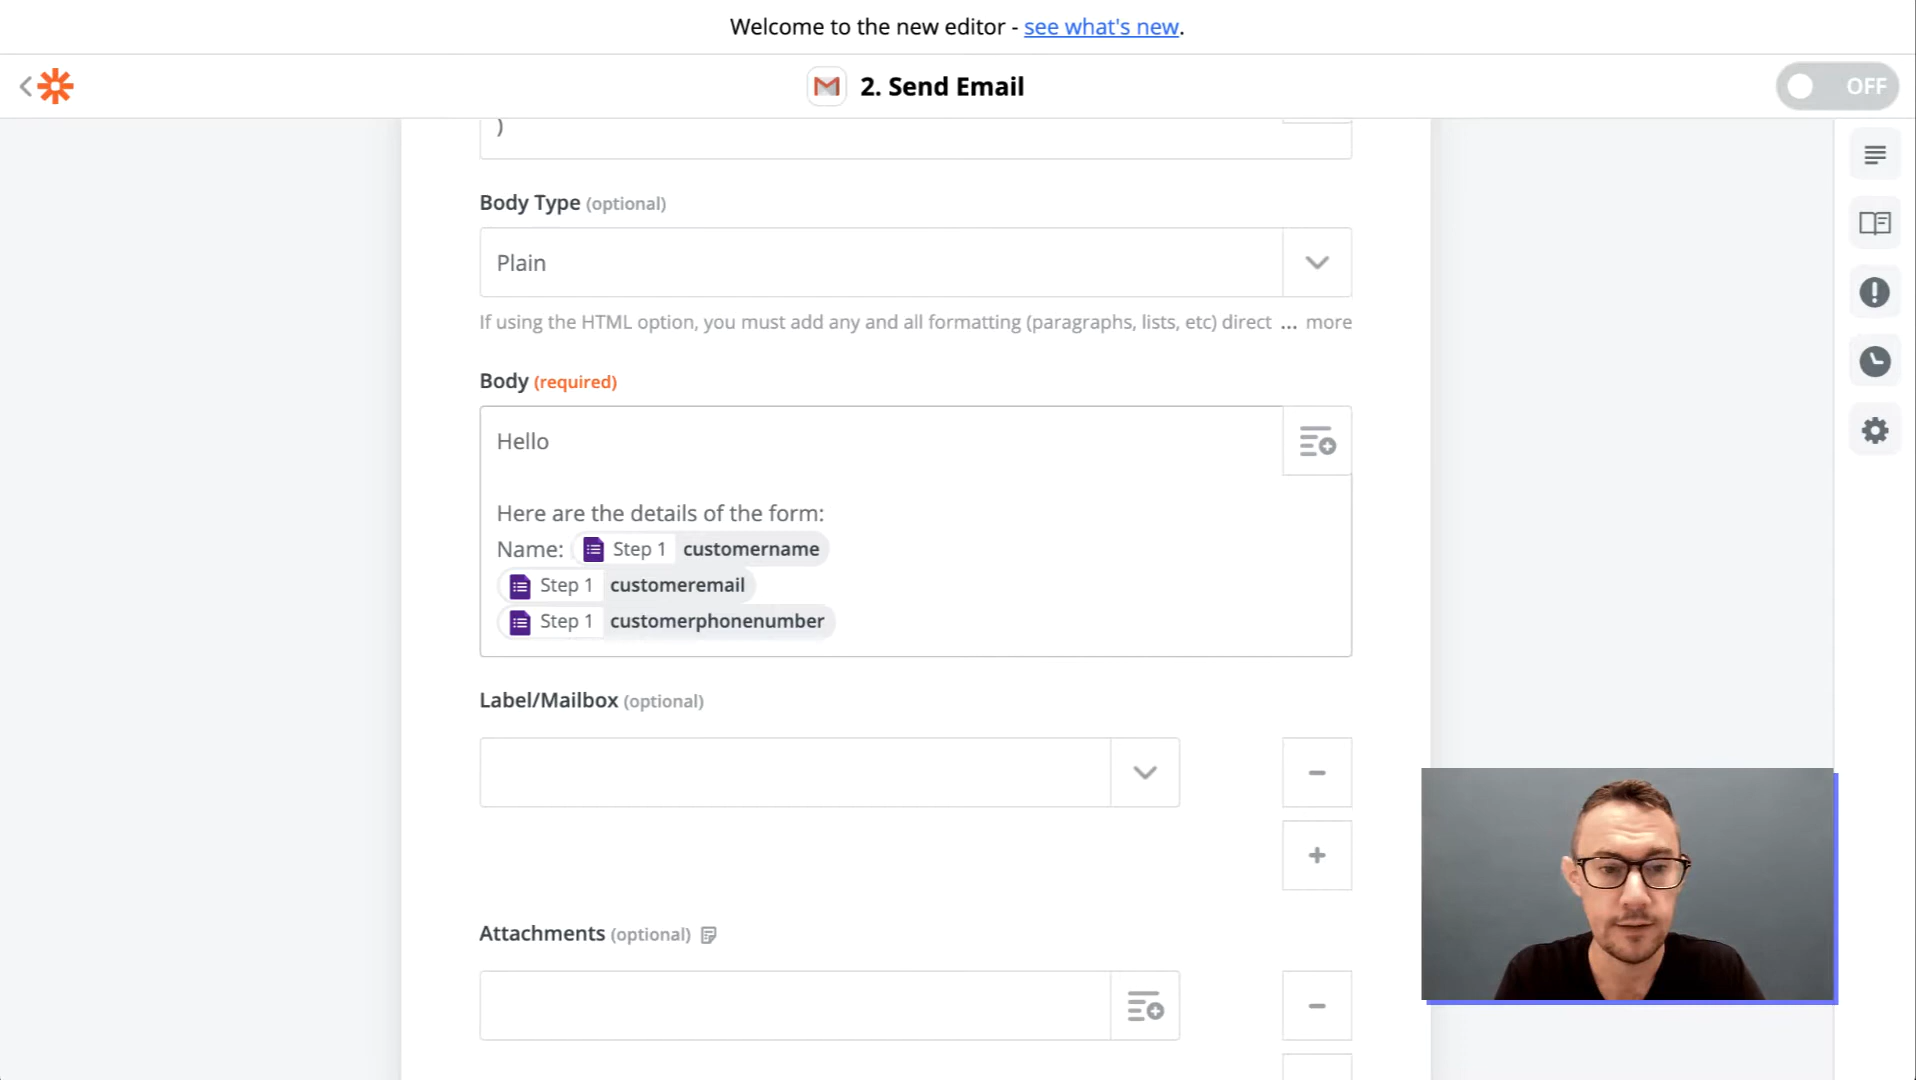 Welcome to the new editor - see what's new.
2. Send Email
OFF
)
Body Type (optional)
Plain
If using the HTML option, you must add any and all formatting (paragraphs, lists, etc) direct ... more
Body (required)
Hello
Here are the details of the form:
Name: Step 1 customername
Step 1 customeremail
Step 1 customerphonenumber
Label/Mailbox (optional)
Attachments (optional)